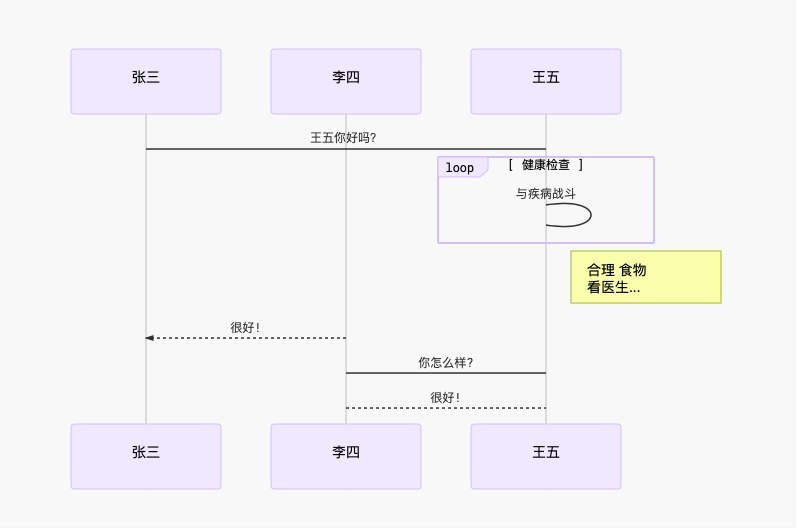 张三
李四
王五
王五你好吗?
loop
[ 健康检查 ]
与疾病战斗
合理 食物
看医生...
很好!
你怎么样?
很好!
张三
李四
王五